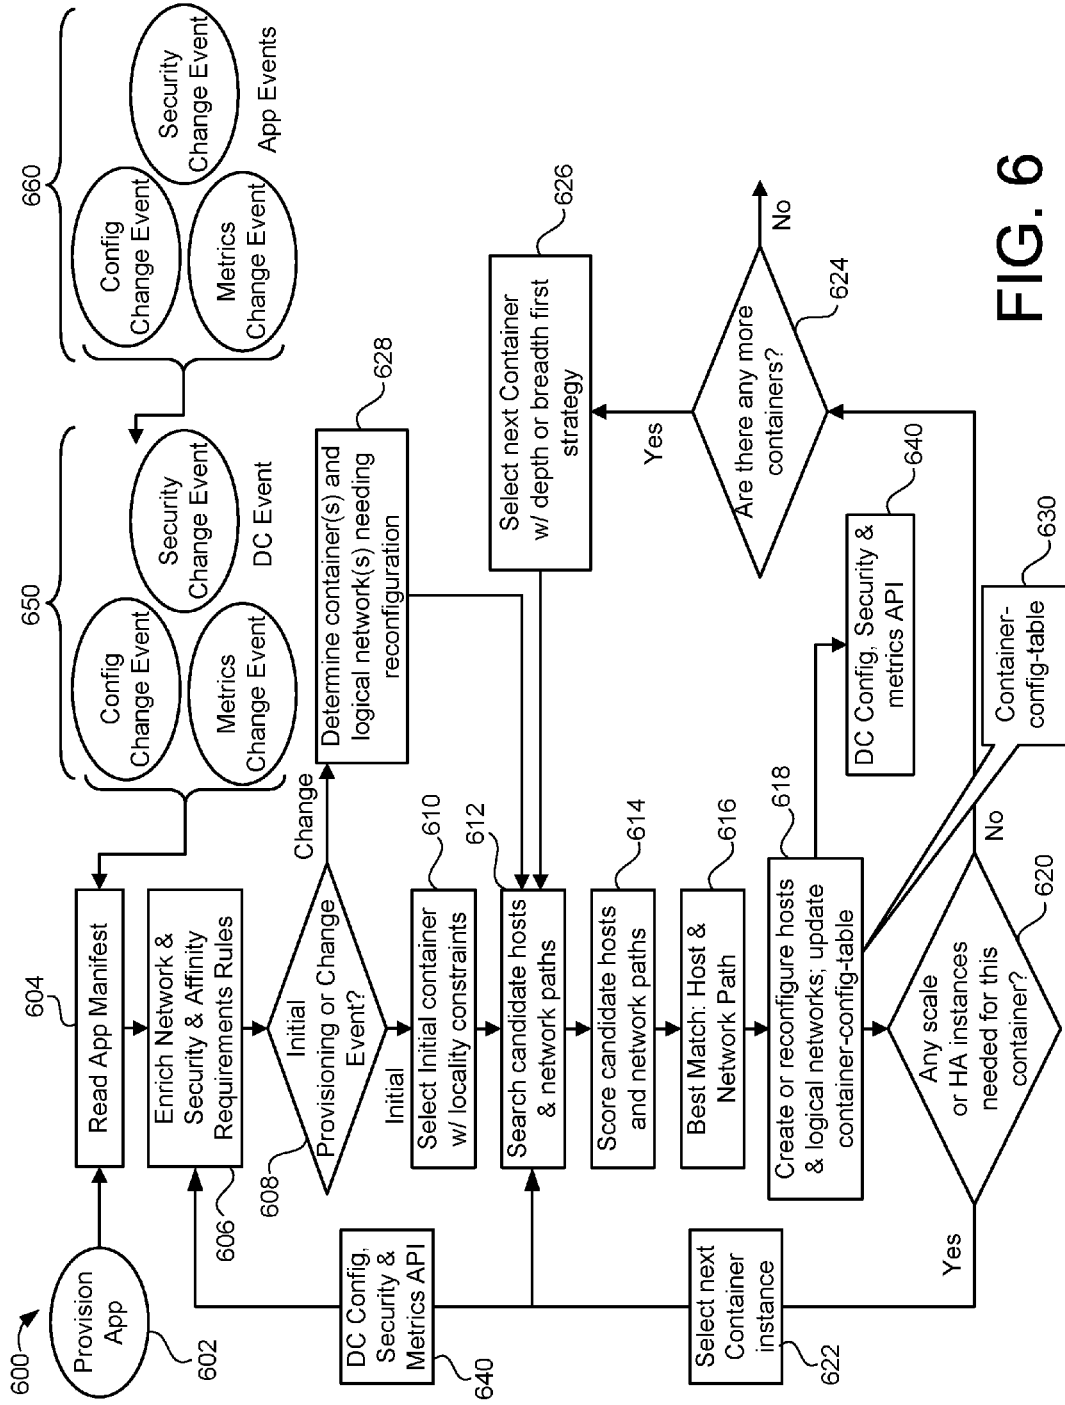 600
Provision
App
602
604
Read App Manifest
650
Config
Change Event
Metrics
Change Event
Security
Change Event
DC Event
660
Config
Change Event
Metrics
Change Event
Security
Change Event
App Events
Enrich Network &
Security & Affinity
Requirements Rules
606
Initial
Provisioning or Change
Event?
608
Change
Initial
Determine container(s) and
logical network(s) needing
reconfiguration
628
DC Config,
Security &
Metrics API
640
Select Initial container
w/ locality constraints
610
Search candidate hosts
& network paths
612
Select next Container
w/ depth or breadth first
strategy
626
Score candidate hosts
and network paths
614
Best Match: Host &
Network Path
616
Yes
Are there any more
containers?
624
No
Select next
Container
instance
622
Create or reconfigure hosts
& logical networks; update
container-config-table
618
DC Config, Security &
metrics API
640
Any scale
or HA instances
needed for this
container?
620
Yes
No
Container-
config-table
630
FIG. 6